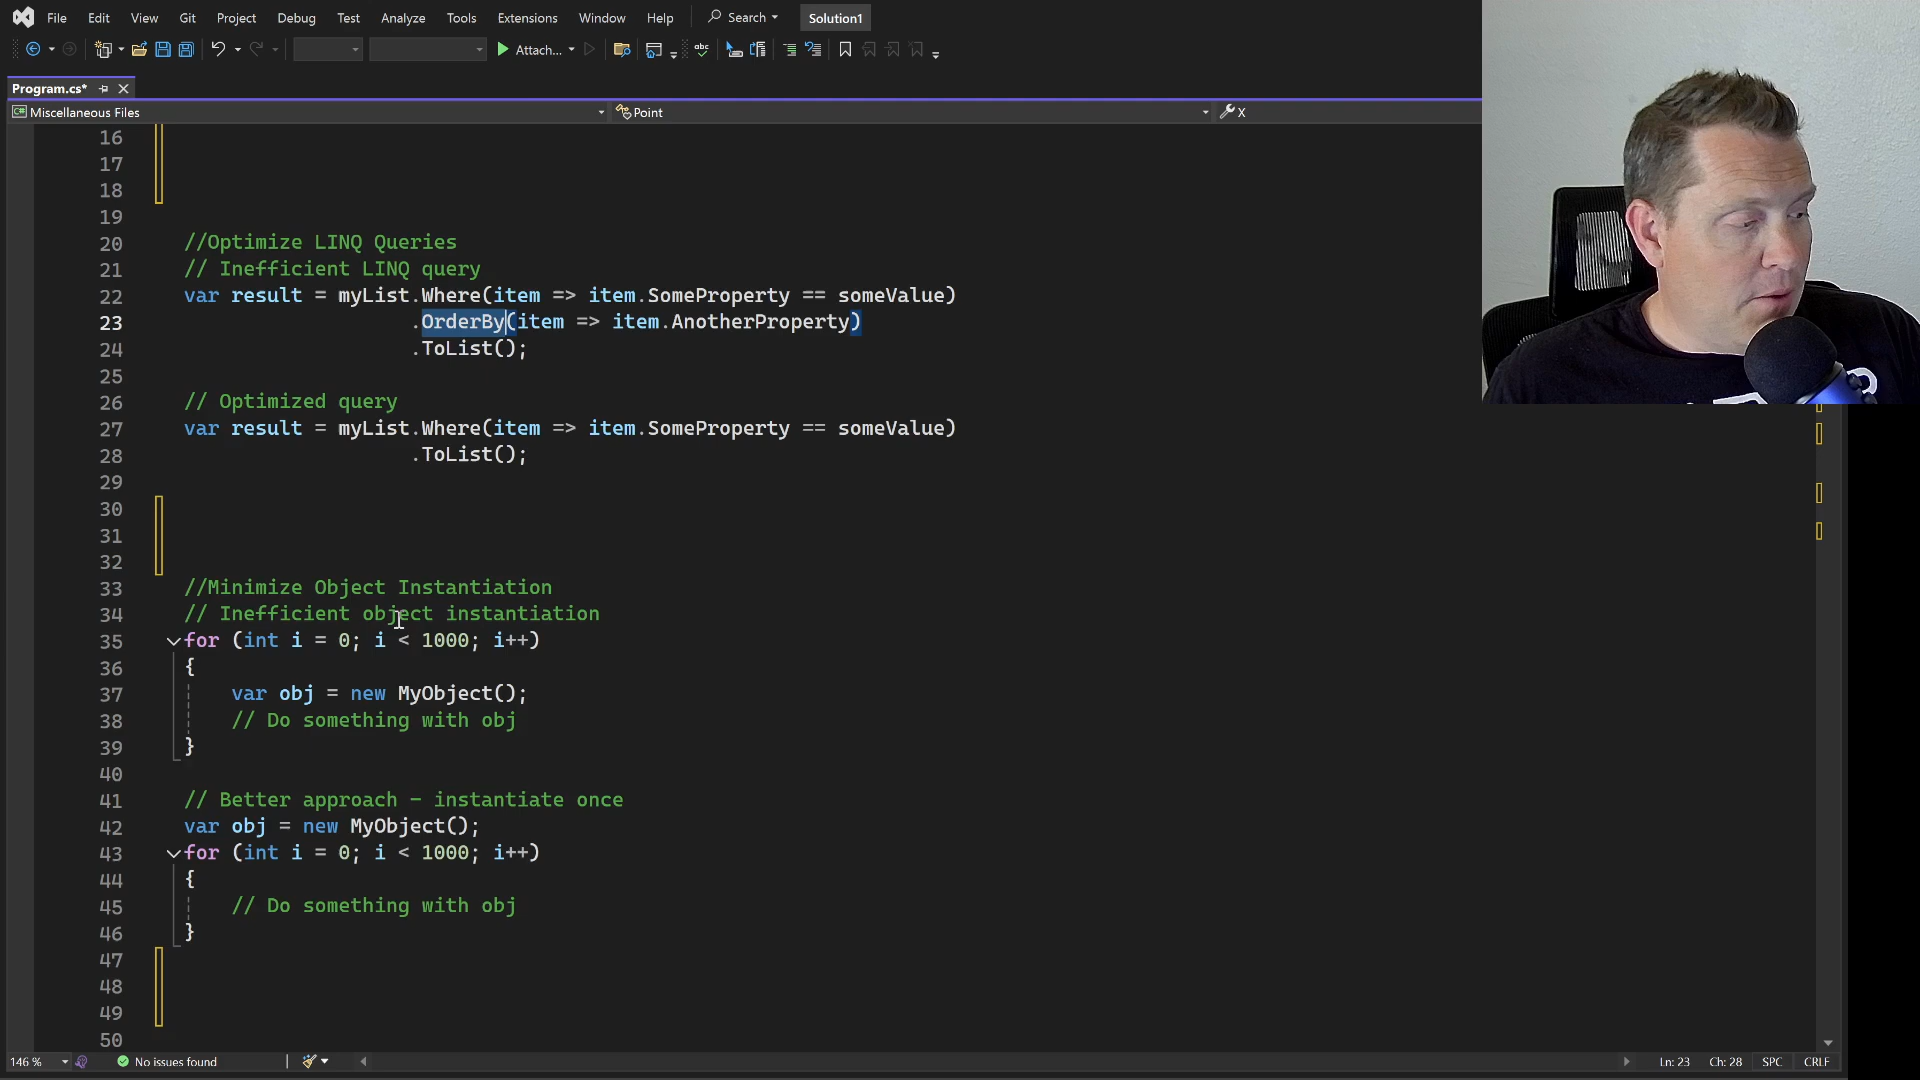 File Edit View Git Project Debug Test Analyze Tools Extensions Window Help Search Solution1
Attach...
abc
Program.cs*
C# Miscellaneous Files Point X
16
17
18
19
20 //Optimize LINQ Queries
21 // Inefficient LINQ query
22 var result = myList.Where(item => item.SomeProperty == someValue)
23 .OrderBy(item => item.AnotherProperty)
24 .ToList();
25
26 // Optimized query
27 var result = myList.Where(item => item.SomeProperty == someValue)
28 .ToList();
29
30
31
32
33 //Minimize Object Instantiation
34 // Inefficient object instantiation
35 for (int i = 0; i < 1000; i++)
36 {
37 var obj = new MyObject();
38 // Do something with obj
39 }
40
41 // Better approach - instantiate once
42 var obj = new MyObject();
43 for (int i = 0; i < 1000; i++)
44 {
45 // Do something with obj
46 }
47
48
49
50
146 % No issues found Ln: 23 Ch: 28 SPC CRLF